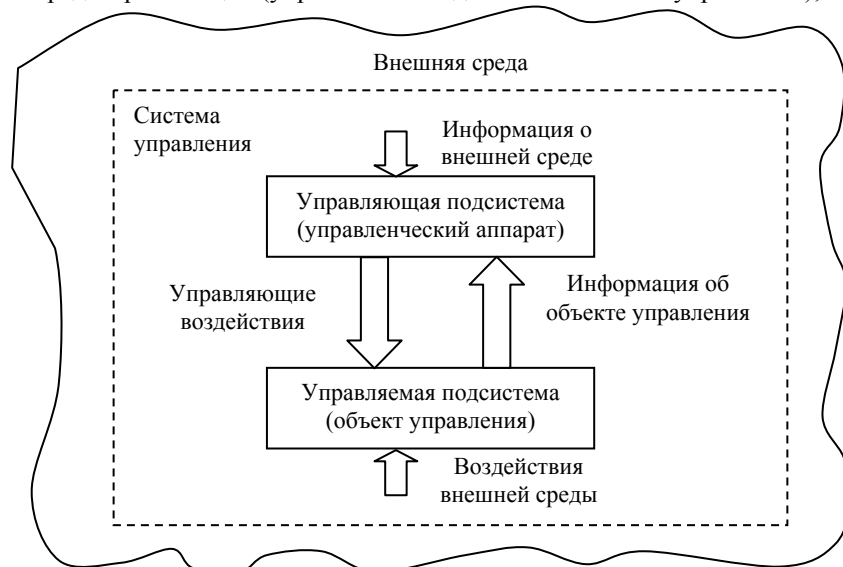 Внешняя среда
Система
управления
Информация о
внешней среде
Управляющая подсистема
(управленческий аппарат)
Управляющие
воздействия
Информация об
объекте управления
Управляемая подсистема
(объект управления)
Воздействия
внешней среды